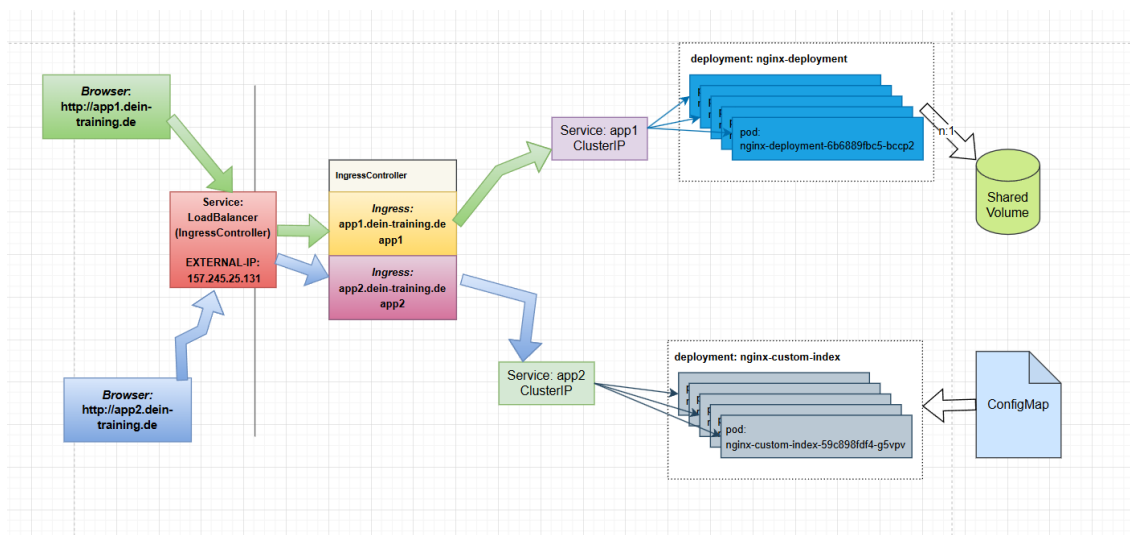 Browser:
http://app1.dein-
training.de
deployment: nginx-deployment
pod:
nginx-deployment-6b6889fbc5-bccp2
n:1
Service: app1
ClusterIP
Shared
Volume
IngressController
Service:
LoadBalancer
(IngressController)
EXTERNAL-IP:
157.245.25.131
Ingress:
app1.dein-training.de
app1
Ingress:
app2.dein-training.de
app2
Browser:
http://app2.dein-
training.de
Service: app2
ClusterIP
deployment: nginx-custom-index
pod:
nginx-custom-index-59c898fdf4-g5vpv
ConfigMap